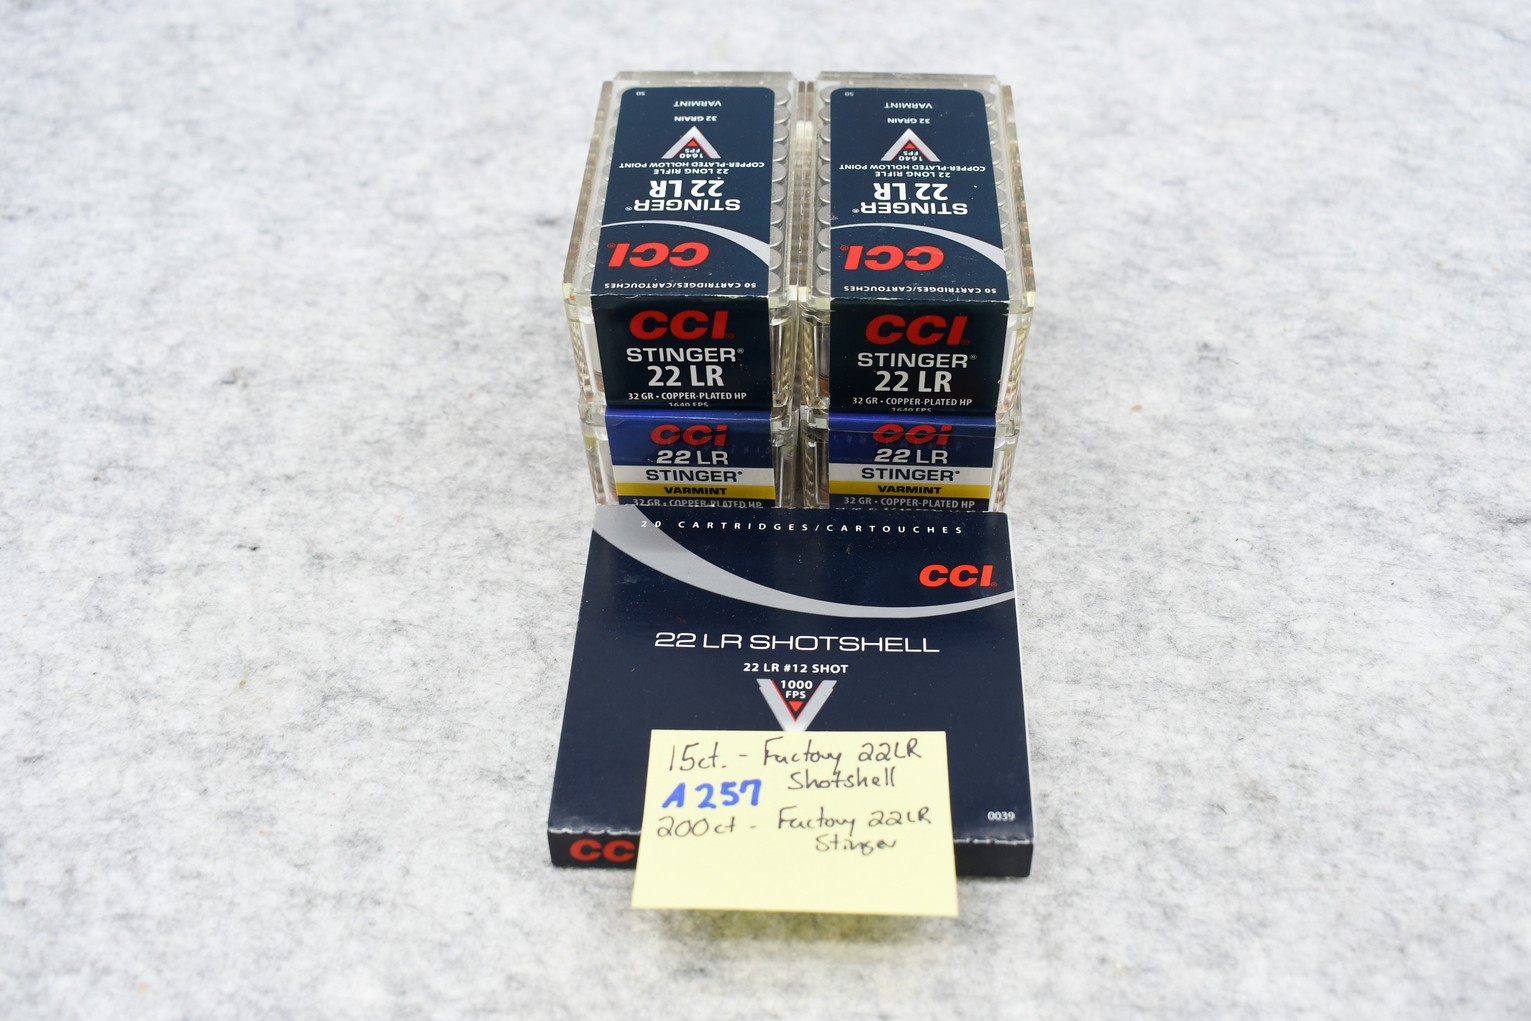 50
VARMINT
32 GRAIN
1640
FPS
COPPER-PLATED HOLLOW POINT
22 LONG RIFLE
22 LR
STINGER®
CCI®
50 CARTRIDGES/CARTOUCHES
CCI®
STINGER®
22 LR
32 GR • COPPER-PLATED HP
1640 FPS
CCI
22 LR
STINGER®
VARMINT
32 GR • COPPER-PLATED HP
50
VARMINT
32 GRAIN
1640
FPS
COPPER-PLATED HOLLOW POINT
22 LONG RIFLE
22 LR
STINGER®
CCI®
50 CARTRIDGES/CARTOUCHES
CCI®
STINGER®
22 LR
32 GR • COPPER-PLATED HP
1640 FPS
CCI
22 LR
STINGER®
VARMINT
32 GR • COPPER-PLATED HP
20 CARTRIDGES/CARTOUCHES
CCI®
22 LR SHOTSHELL
22 LR #12 SHOT
1000
FPS
15ct. - Factory 22LR
Shotshell
A257
200ct - Factory 22LR
Stinger
0039
CC